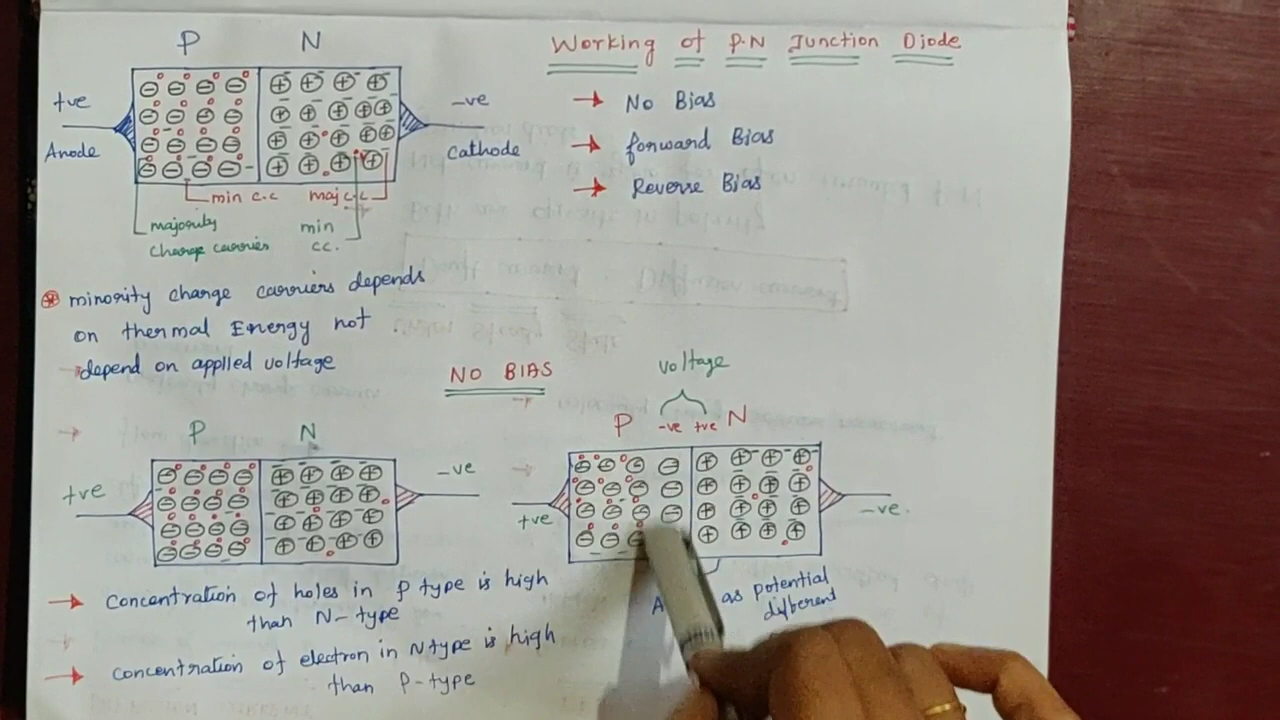 P N
Working of P.N Junction Diode
+ve
-ve
Anode
Cathode
→ No Bias
→ forward Bias
→ Reverse Bias
min c.c maj c.c
majority
charge carries
min
cc.
minority charge carriers depends
on thermal Energy not
depend on applled voltage
NO BIAS
voltage
P N
P -ve +ve N
+ve
-ve
+ve
-ve.
→ Concentration of holes in P type is high
than N-type
→ Concentration of electron in N type is high
than P-type
as potential
different